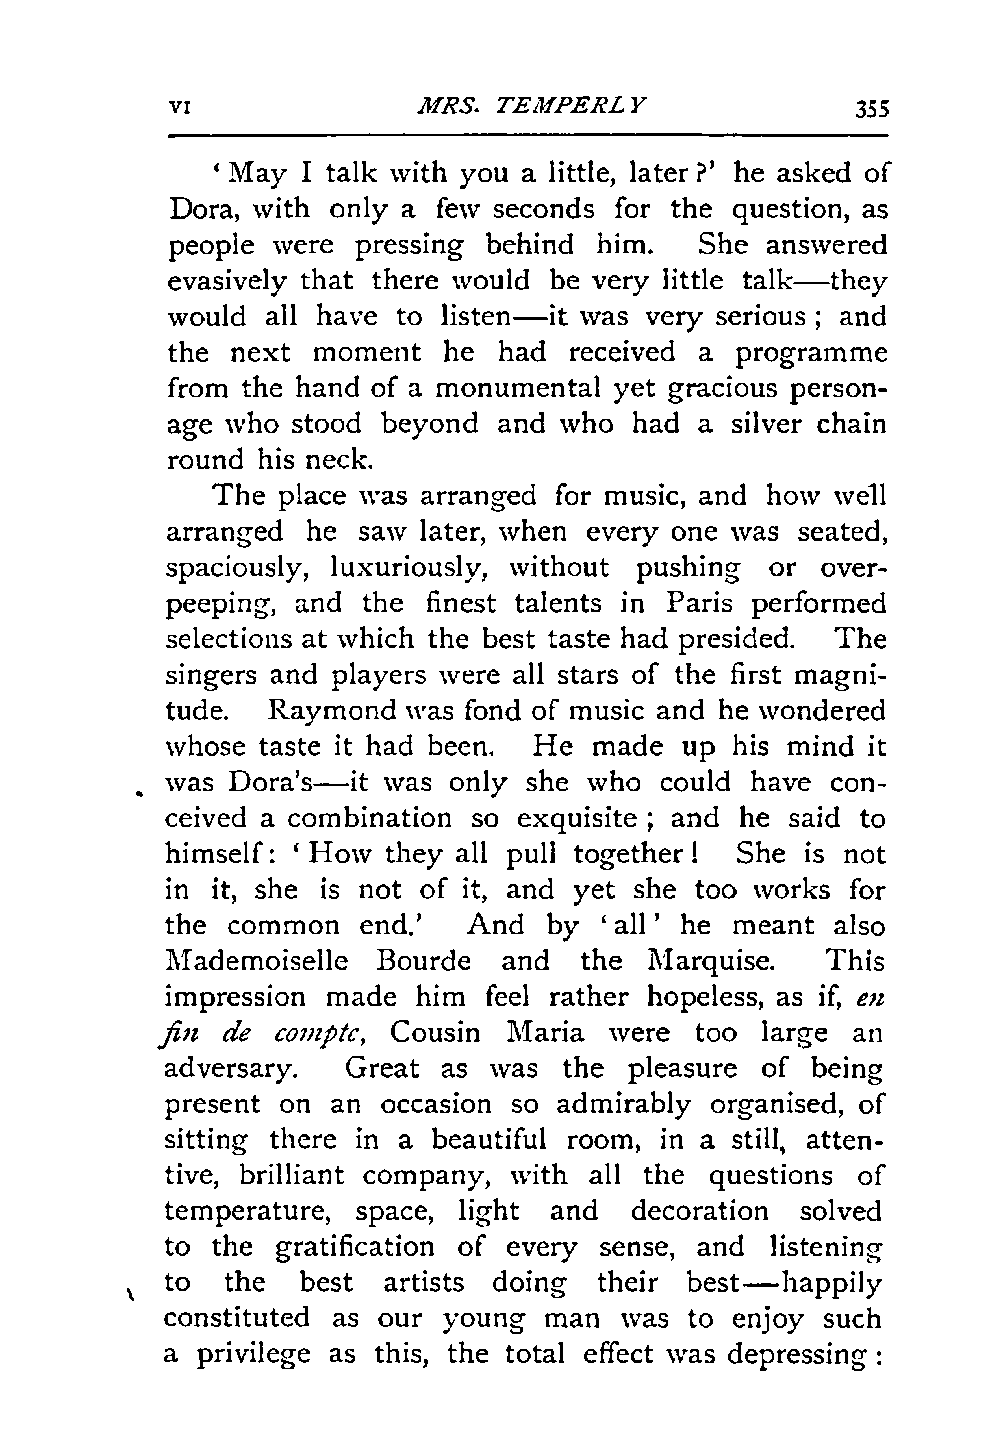 VI MRS. TEMPERLY 355
‘ May I talk with you a little, later ?’ he asked of
Dora, with only a few seconds for the question, as
people were pressing behind him. She answered
evasively that there would be very little talk—they
would all have to listen—it was very serious ; and
the next moment he had received a programme
from the hand of a monumental yet gracious person-
age who stood beyond and who had a silver chain
round his neck.
The place was arranged for music, and how well
arranged he saw later, when every one was seated,
spaciously, luxuriously, without pushing or over-
peeping, and the finest talents in Paris performed
selections at which the best taste had presided. The
singers and players were all stars of the first magni-
tude. Raymond was fond of music and he wondered
whose taste it had been. He made up his mind it
was Dora’s—it was only she who could have con-
ceived a combination so exquisite ; and he said to
himself : ‘ How they all pull together ! She is not
in it, she is not of it, and yet she too works for
the common end.’ And by ‘ all ’ he meant also
Mademoiselle Bourde and the Marquise. This
impression made him feel rather hopeless, as if, en
fin de compte, Cousin Maria were too large an
adversary. Great as was the pleasure of being
present on an occasion so admirably organised, of
sitting there in a beautiful room, in a still, atten-
tive, brilliant company, with all the questions of
temperature, space, light and decoration solved
to the gratification of every sense, and listening
to the best artists doing their best—happily
constituted as our young man was to enjoy such
a privilege as this, the total effect was depressing :